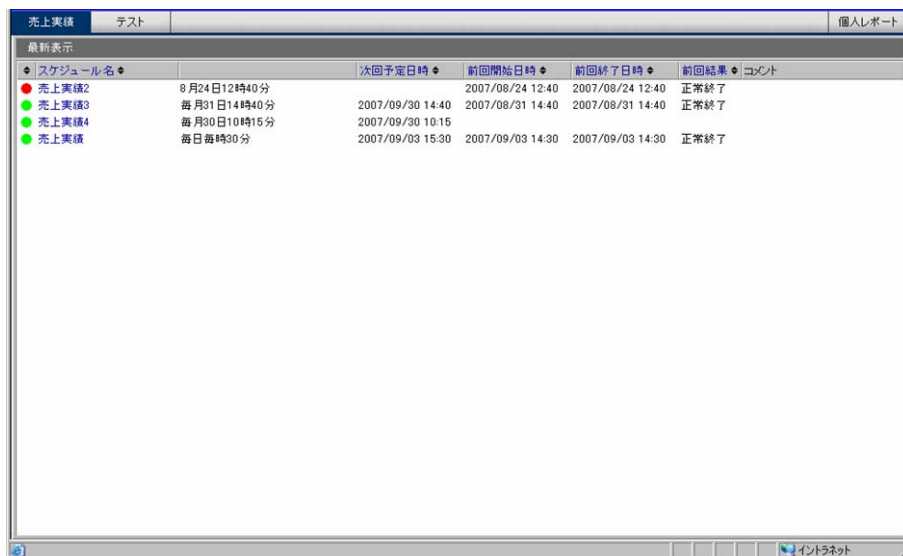 売上実績 テスト 個人レポート
最新表示
スケジュール名 次回予定日時 前回開始日時 前回終了日時 前回結果 コメント
売上実績2 8月24日12時40分 2007/08/24 12:40 2007/08/24 12:40 正常終了
売上実績3 毎月31日14時40分 2007/09/30 14:40 2007/08/31 14:40 2007/08/31 14:40 正常終了
売上実績4 毎月30日10時15分 2007/09/30 10:15
売上実績 毎日毎時30分 2007/09/03 15:30 2007/09/03 14:30 2007/09/03 14:30 正常終了
イントラネット